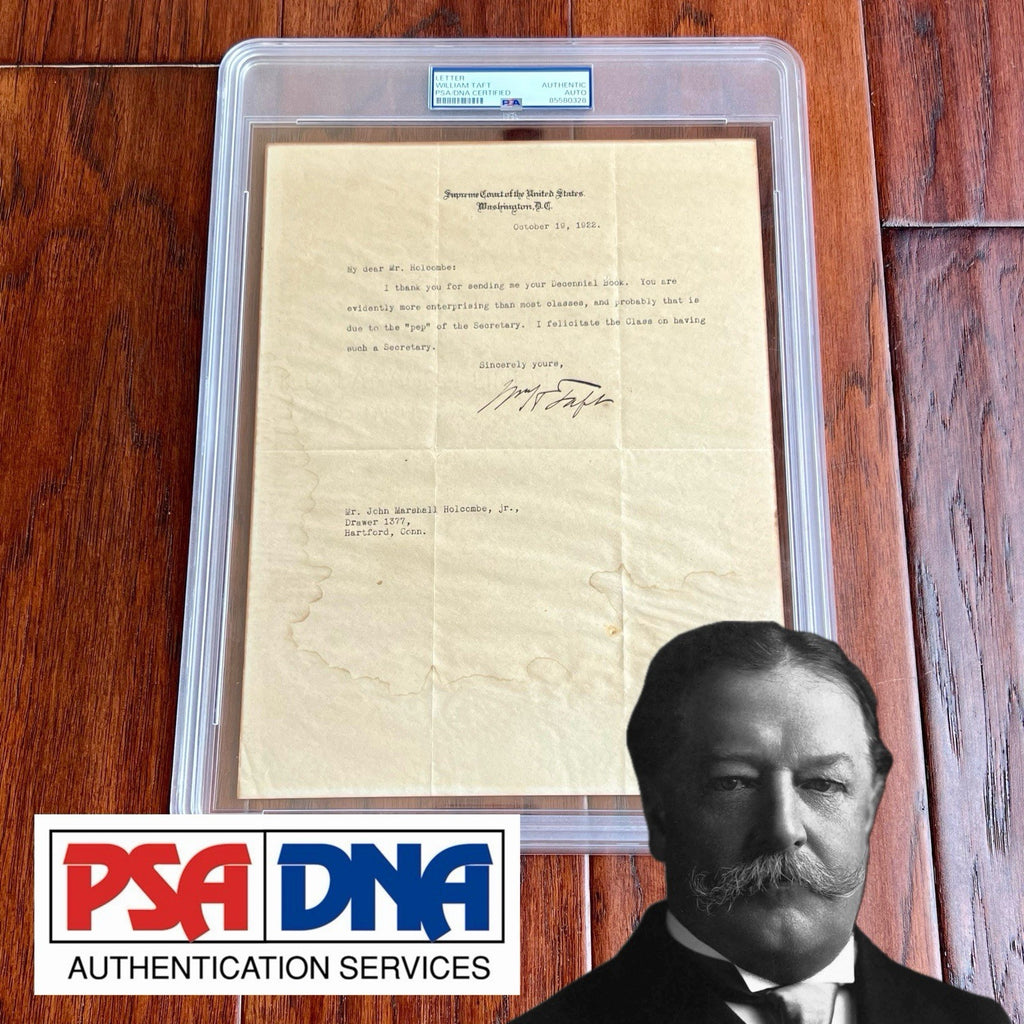 LETTER
WILLIAM TAFT AUTHENTIC
PSA/DNA CERTIFIED AUTO
PSA 85580328
Supreme Court of the United States.
Washington, D.C.
October 19, 1922.
My dear Mr. Holcombe:
I thank you for sending me your Decennial Book. You are
evidently more enterprising than most classes, and probably that is
due to the "pep" of the Secretary. I felicitate the Class on having
such a Secretary.
Sincerely yours,
Wm H Taft
Mr. John Marshall Holcombe, jr.,
Drawer 1377,
Hartford, Conn.
PSA DNA
AUTHENTICATION SERVICES